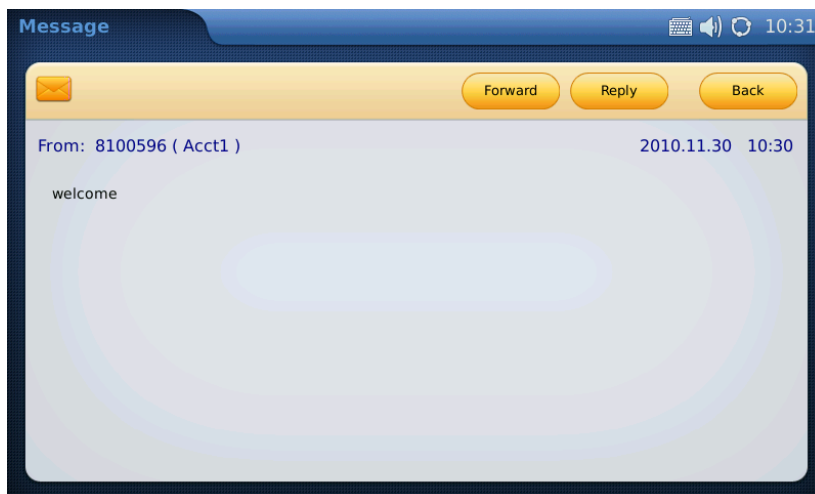 Message 10:31
Forward Reply Back
From: 8100596 ( Acct1 ) 2010.11.30 10:30
welcome